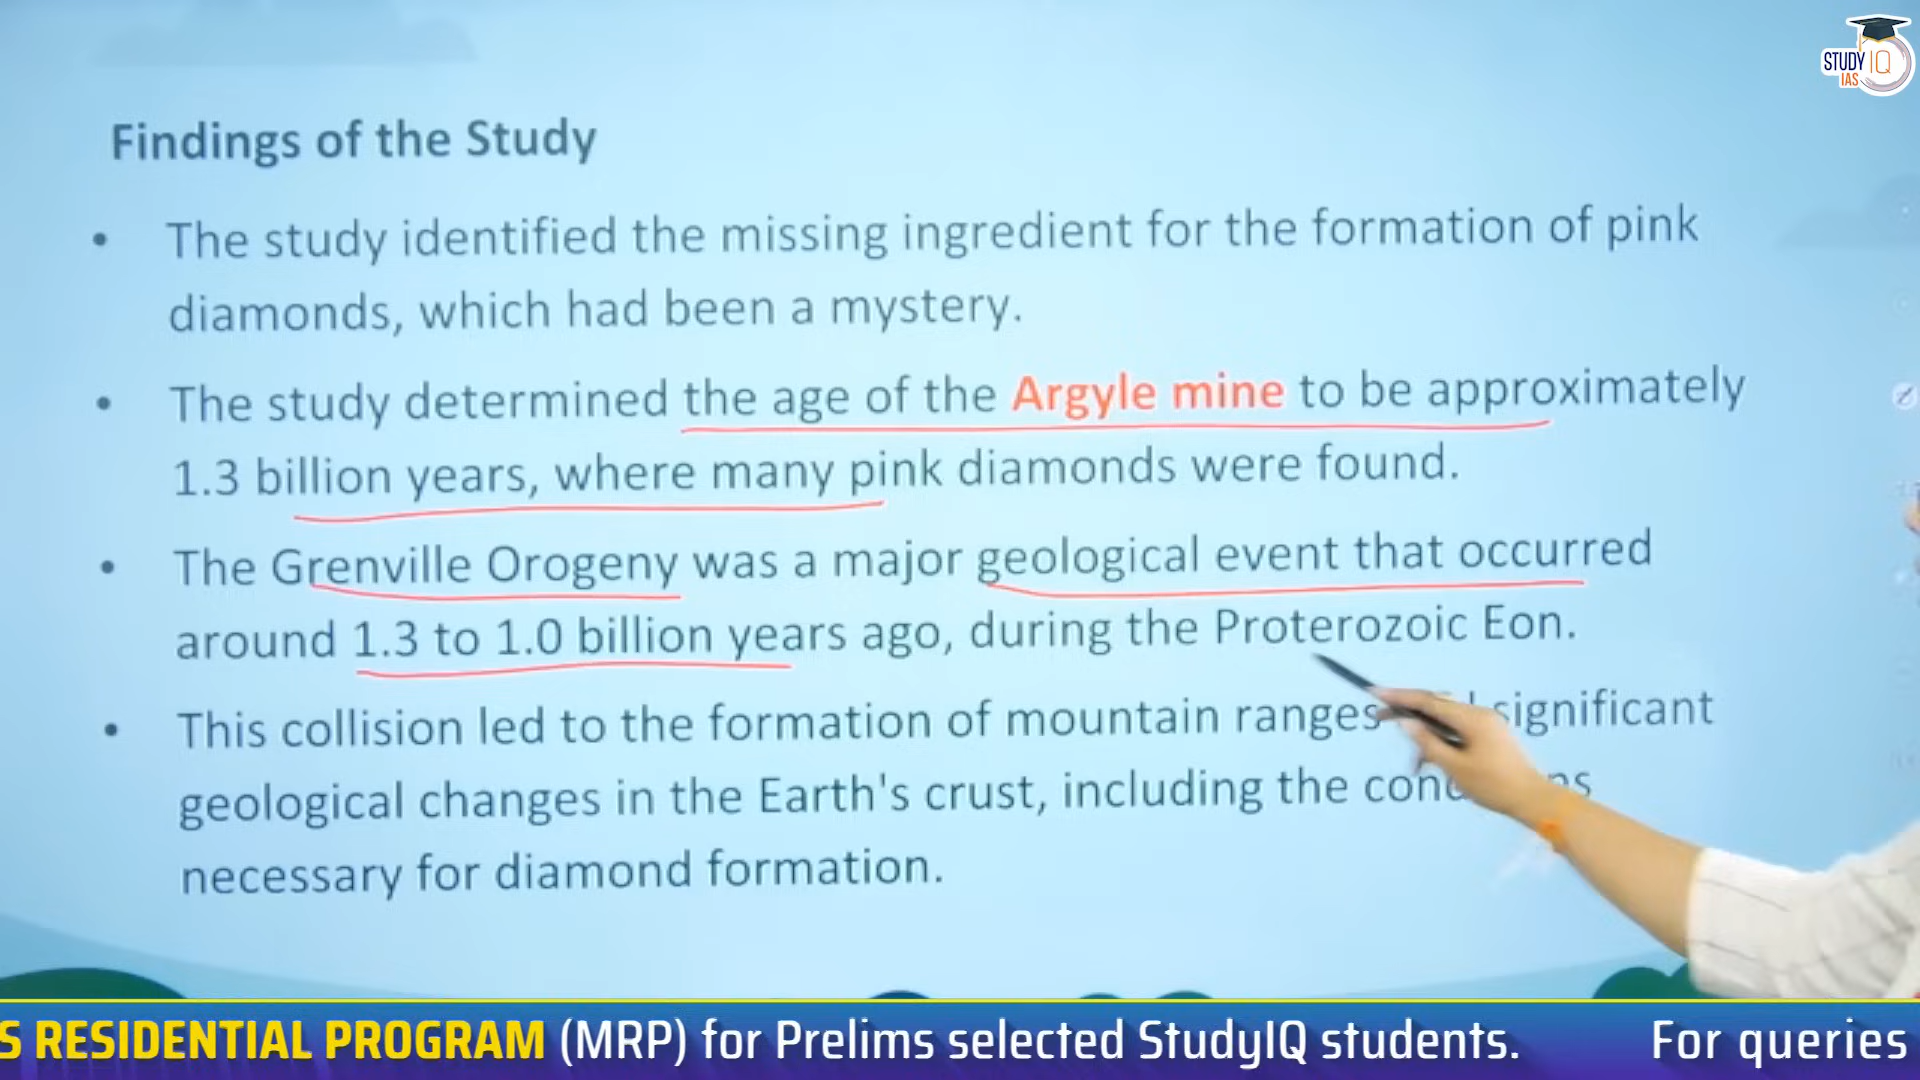 STUDY IQ
IAS
Findings of the Study
• The study identified the missing ingredient for the formation of pink
diamonds, which had been a mystery.
• The study determined the age of the Argyle mine to be approximately
1.3 billion years, where many pink diamonds were found.
• The Grenville Orogeny was a major geological event that occurred
around 1.3 to 1.0 billion years ago, during the Proterozoic Eon.
• This collision led to the formation of mountain ranges significant
geological changes in the Earth's crust, including the
necessary for diamond formation.
S RESIDENTIAL PROGRAM (MRP) for Prelims selected StudyIQ students. For queries